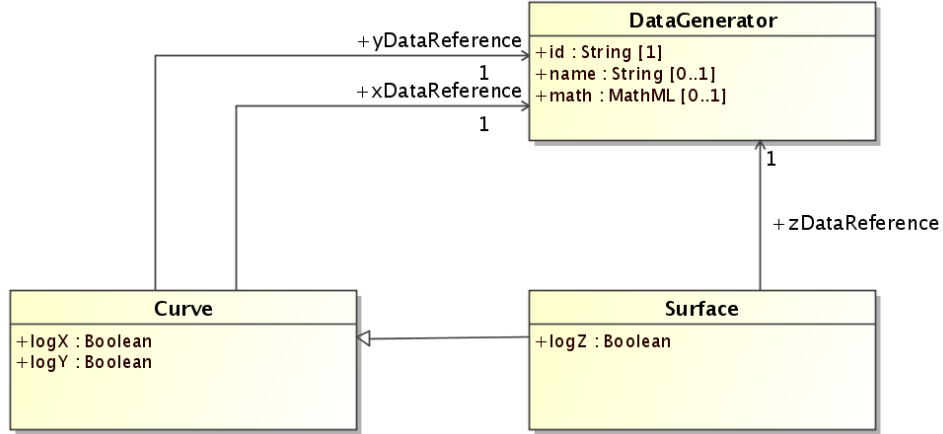 DataGenerator
+id : String [1]
+name : String [0..1]
+math : MathML [0..1]
+yDataReference
1
+xDataReference
1
1
+zDataReference
Curve
+logX : Boolean
+logY : Boolean
Surface
+logZ : Boolean